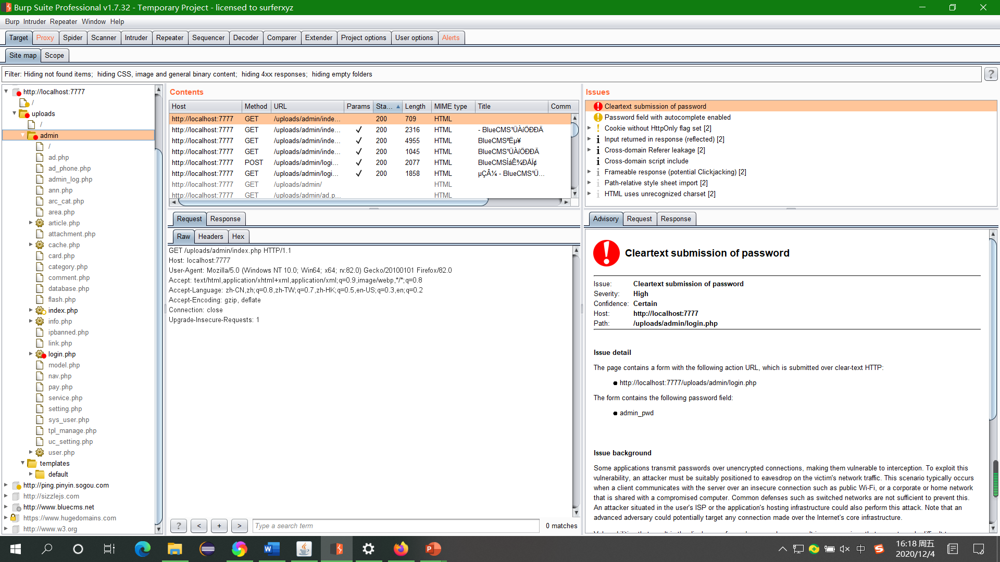 Burp Suite Professional v1.7.32 - Temporary Project - licensed to surferxyz
Burp Intruder Repeater Window Help
Target Proxy Spider Scanner Intruder Repeater Sequencer Decoder Comparer Extender Project options User options Alerts
Site map Scope
Filter: Hiding not found items; hiding CSS, image and general binary content; hiding 4xx responses; hiding empty folders
?
http://localhost:7777
/
uploads
/
admin
/
ad.php
ad_phone.php
admin_log.php
ann.php
arc_cat.php
area.php
article.php
attachment.php
cache.php
card.php
category.php
comment.php
database.php
flash.php
index.php
info.php
ipbanned.php
link.php
login.php
model.php
nav.php
pay.php
service.php
setting.php
sys_user.php
tpl_manage.php
uc_setting.php
user.php
templates
default
http://ping.pinyin.sogou.com
http://sizzlejs.com
http://www.bluecms.net
https://www.hugedomains.com
http://www.w3.org
Contents
Host Method URL Params Sta... Length MIME type Title Comm
http://localhost:7777 GET /uploads/admin/inde... 200 709 HTML
http://localhost:7777 GET /uploads/admin/inde... ✓ 200 2316 HTML - BlueCMS¹ÜÀíÖÐÐÄ
http://localhost:7777 GET /uploads/admin/inde... ✓ 200 4955 HTML BlueCMS²Ëµ¥
http://localhost:7777 GET /uploads/admin/inde... ✓ 200 1045 HTML BlueCMS¹ÜÀíÖÐÐÄ
http://localhost:7777 POST /uploads/admin/logi... ✓ 200 2077 HTML BlueCMSÌáÊ¾ÐÅÏ¢
http://localhost:7777 GET /uploads/admin/logi... ✓ 200 1858 HTML µÇÂ¼ - BlueCMS¹Ü...
http://localhost:7777 GET /uploads/admin/ HTML
http://localhost:7777 GET /uploads/admin/ad.p... HTML
Request Response
Raw Headers Hex
GET /uploads/admin/index.php HTTP/1.1
Host: localhost:7777
User-Agent: Mozilla/5.0 (Windows NT 10.0; Win64; x64; rv:82.0) Gecko/20100101 Firefox/82.0
Accept: text/html,application/xhtml+xml,application/xml;q=0.9,image/webp,*/*;q=0.8
Accept-Language: zh-CN,zh;q=0.8,zh-TW;q=0.7,zh-HK;q=0.5,en-US;q=0.3,en;q=0.2
Accept-Encoding: gzip, deflate
Connection: close
Upgrade-Insecure-Requests: 1
? < + > Type a search term 0 matches
Issues
Cleartext submission of password
Password field with autocomplete enabled
Cookie without HttpOnly flag set [2]
Input returned in response (reflected) [2]
Cross-domain Referer leakage [2]
Cross-domain script include
Frameable response (potential Clickjacking) [2]
Path-relative style sheet import [2]
HTML uses unrecognized charset [2]
Advisory Request Response
Cleartext submission of password
Issue: Cleartext submission of password
Severity: High
Confidence: Certain
Host: http://localhost:7777
Path: /uploads/admin/login.php
Issue detail
The page contains a form with the following action URL, which is submitted over clear-text HTTP:
● http://localhost:7777/uploads/admin/login.php
The form contains the following password field:
● admin_pwd
Issue background
Some applications transmit passwords over unencrypted connections, making them vulnerable to interception. To exploit this
vulnerability, an attacker must be suitably positioned to eavesdrop on the victim's network traffic. This scenario typically occurs
when a client communicates with the server over an insecure connection such as public Wi-Fi, or a corporate or home network
that is shared with a compromised computer. Common defenses such as switched networks are not sufficient to prevent this.
An attacker situated in the user's ISP or the application's hosting infrastructure could also perform this attack. Note that an
advanced adversary could potentially target any connection made over the Internet's core infrastructure.
中
16:18 周五
2020/12/4